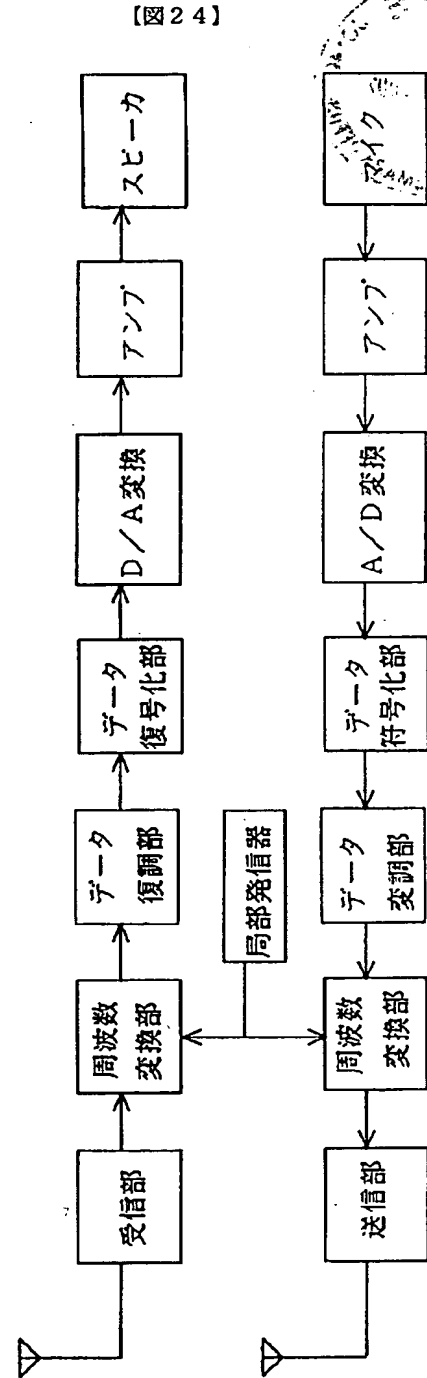 【図24】
受信部
周波数
変換部
データ
復調部
データ
復号化部
D／A変換
アンプ
スピーカ
局部発信器
送信部
周波数
変換部
データ
変調部
データ
符号化部
A／D変換
アンプ
マイク